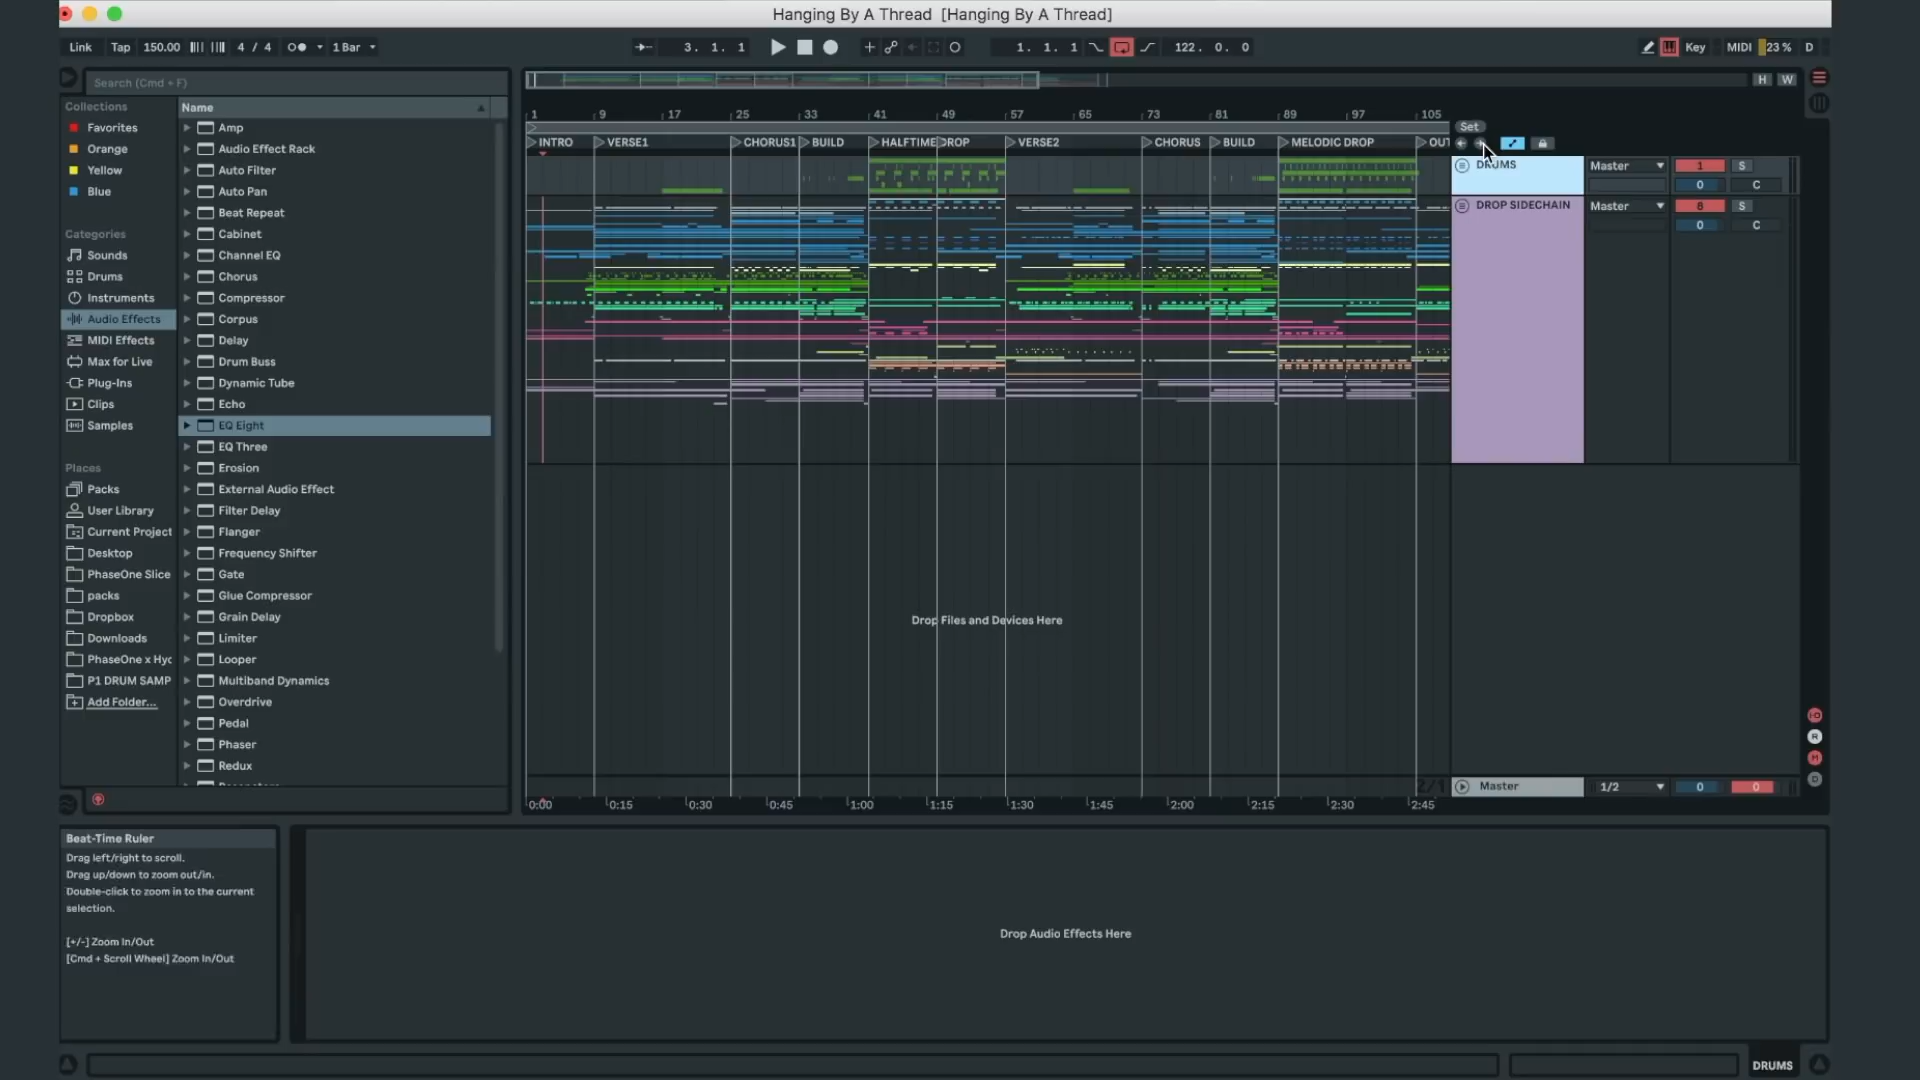 Hanging By A Thread [Hanging By A Thread]
Link Tap 150.00 4 / 4 1 Bar 3. 1. 1 1. 1. 1 122. 0. 0 Key MIDI 23 % D
Search (Cmd + F)
Collections
Favorites
Orange
Yellow
Blue
Categories
Sounds
Drums
Instruments
Audio Effects
MIDI Effects
Max for Live
Plug-Ins
Clips
Samples
Places
Packs
User Library
Current Project
Desktop
PhaseOne Slice
packs
Dropbox
Downloads
PhaseOne x Hyd
P1 DRUM SAMP
Add Folder...
Name
Amp
Audio Effect Rack
Auto Filter
Auto Pan
Beat Repeat
Cabinet
Channel EQ
Chorus
Compressor
Corpus
Delay
Drum Buss
Dynamic Tube
Echo
EQ Eight
EQ Three
Erosion
External Audio Effect
Filter Delay
Flanger
Frequency Shifter
Gate
Glue Compressor
Grain Delay
Limiter
Looper
Multiband Dynamics
Overdrive
Pedal
Phaser
Redux
H W
1 9 17 25 33 41 49 57 65 73 81 89 97 105
Set
INTRO VERSE1 CHORUS1 BUILD HALFTIME DROP VERSE2 CHORUS BUILD MELODIC DROP OUT
DRUMS Master 1 S
0 C
DROP SIDECHAIN Master 8 S
0 C
Drop Files and Devices Here
2/1
Master 1/2 0 0
0:00 0:15 0:30 0:45 1:00 1:15 1:30 1:45 2:00 2:15 2:30 2:45
R
H
D
Beat-Time Ruler
Drag left/right to scroll.
Drag up/down to zoom out/in.
Double-click to zoom in to the current
selection.
[+/-] Zoom In/Out
[Cmd + Scroll Wheel] Zoom In/Out
Drop Audio Effects Here
DRUMS